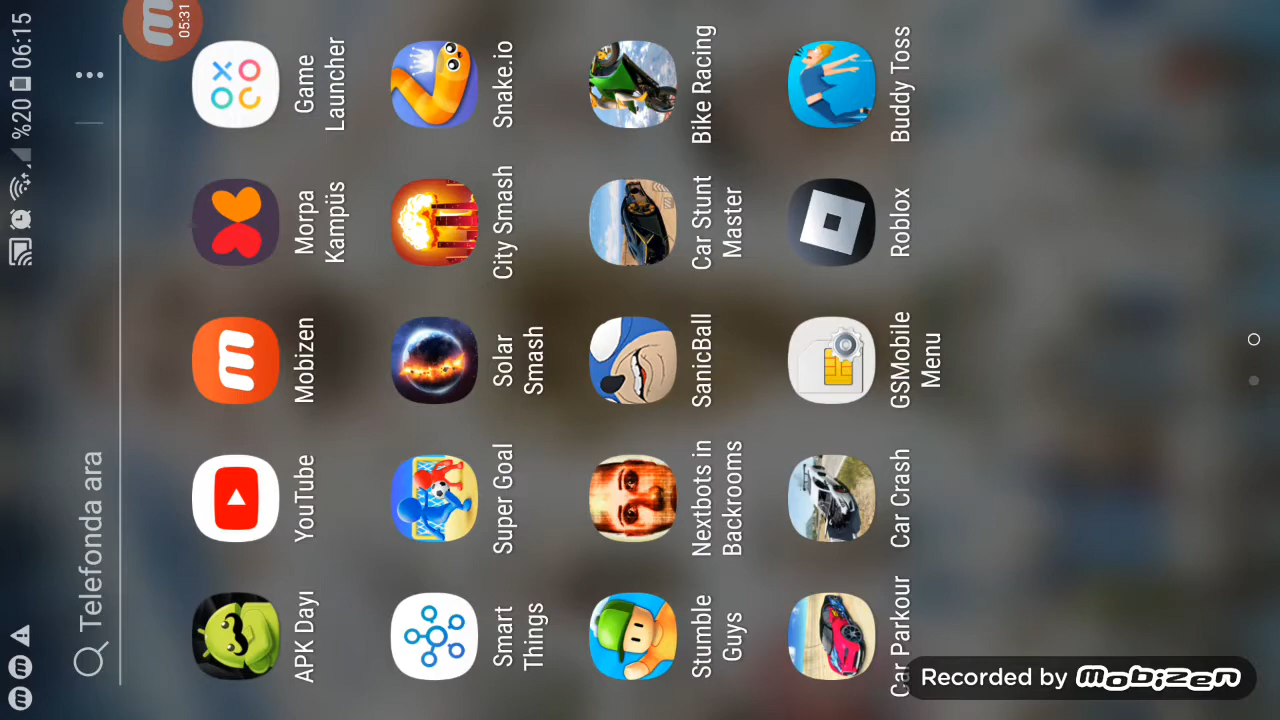 %20 06:15
05:31
Telefonda ara
APK Dayı
YouTube
Mobizen
Morpa
Kampüs
Game
Launcher
Smart
Things
Super Goal
Solar
Smash
City Smash
Snake.io
Stumble
Guys
Nextbots in
Backrooms
SanicBall
Car Stunt
Master
Bike Racing
Car Parkour
Car Crash
GSMobile
Menu
Roblox
Buddy Toss
Recorded by mobizen